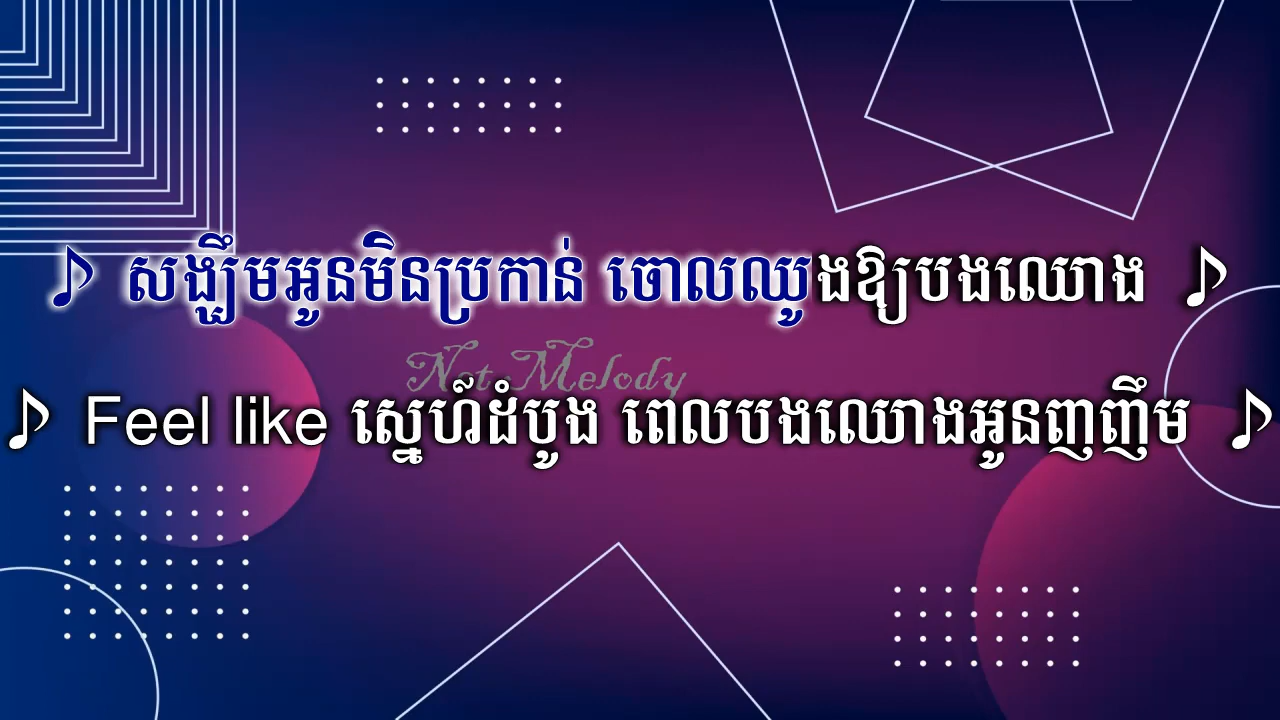 ♪ សង្ឃឹមអូនមិនប្រកាន់ ចោលឈូងឱ្យបងឈោង ♪
Not Melody
♪ Feel like ស្នេហ៍ដំបូង ពេលបងឈោងអូនញញឹម ♪